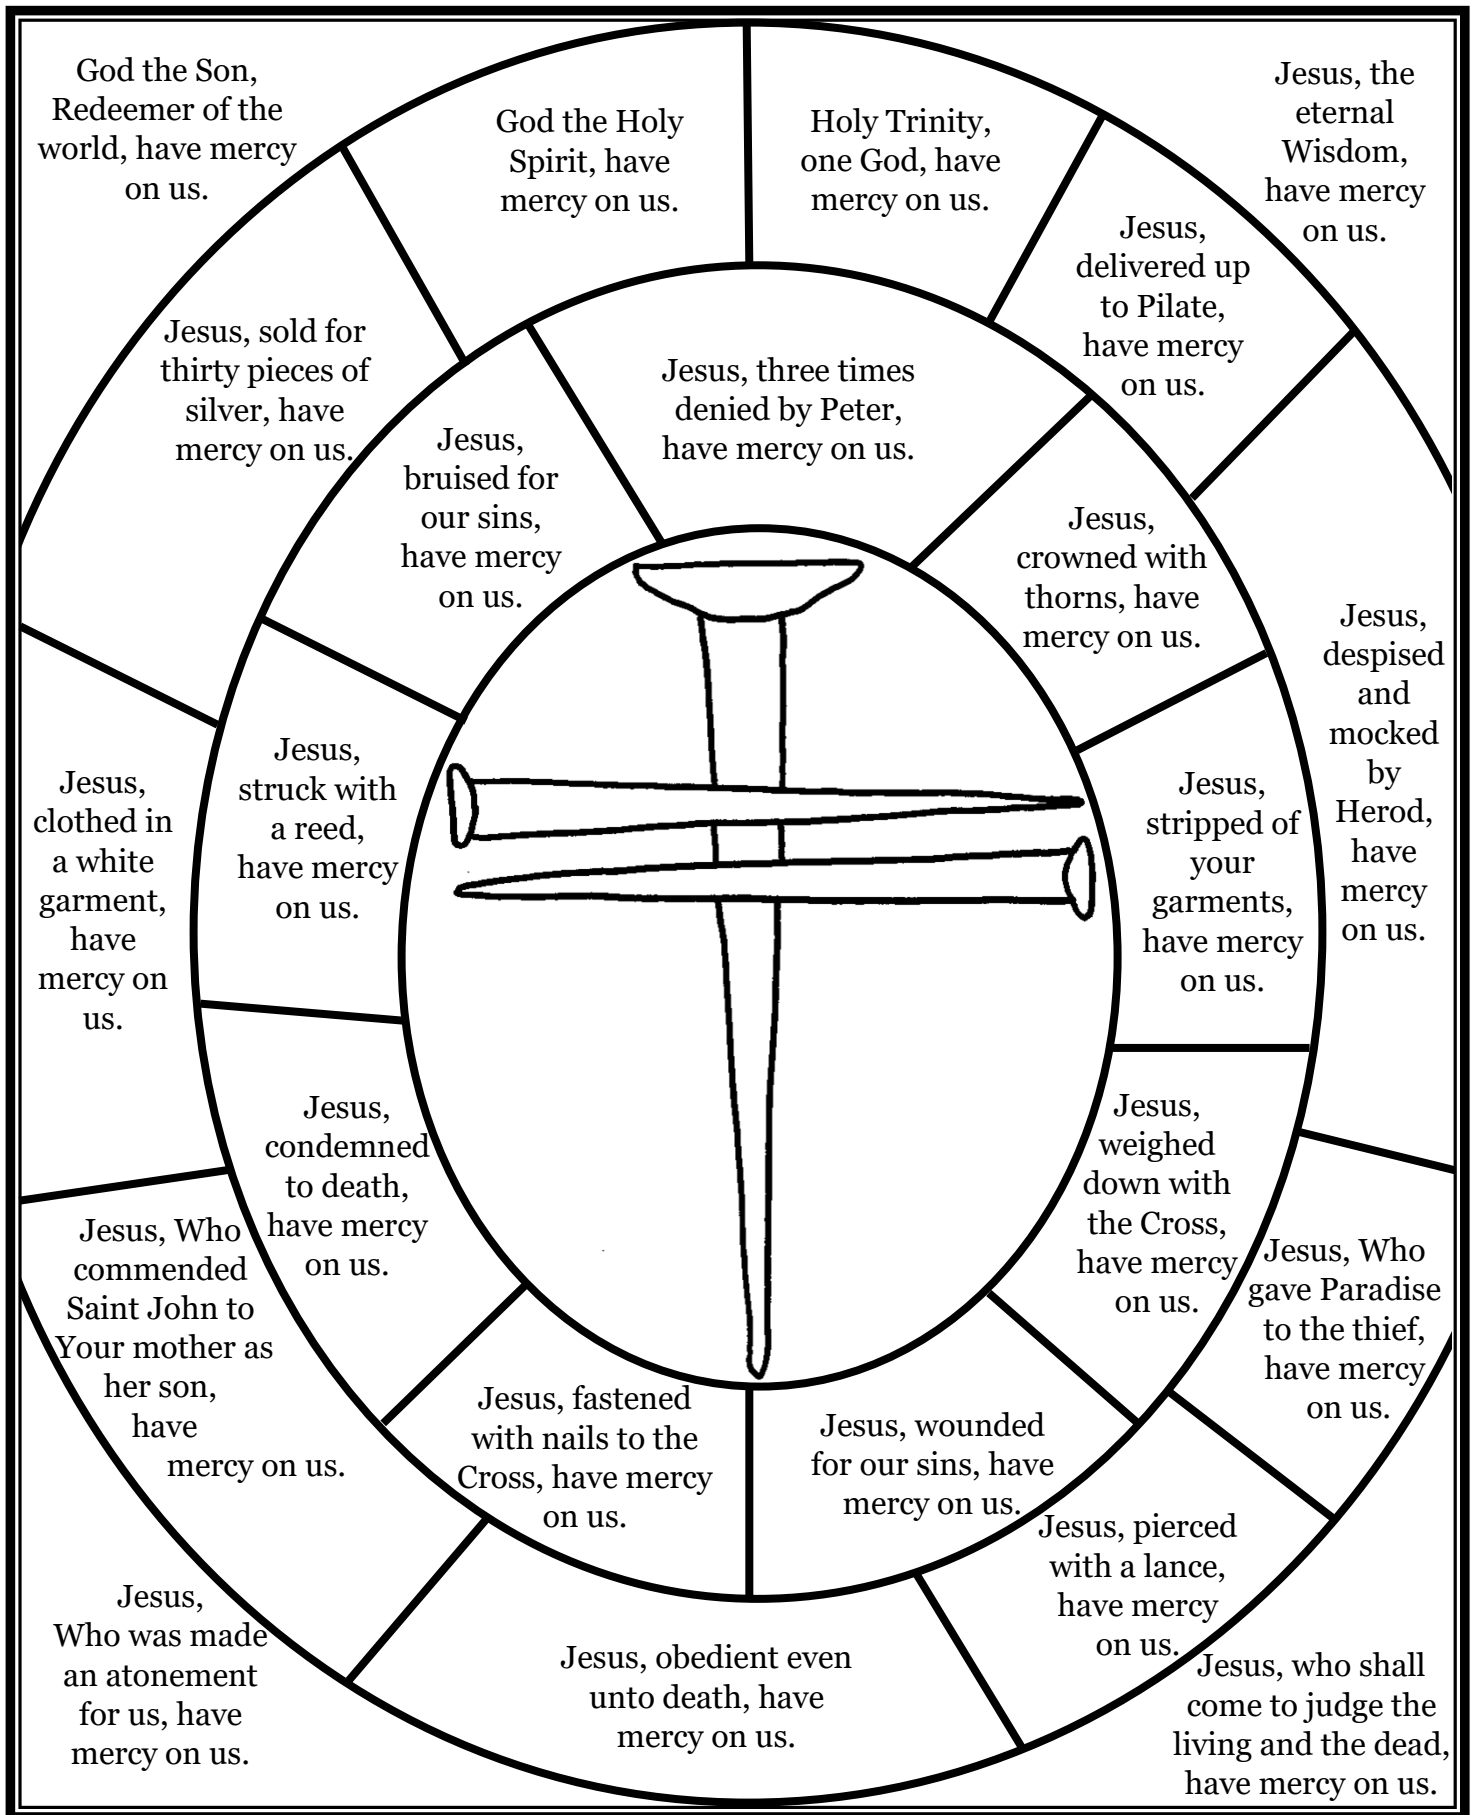 God the Son,
Redeemer of the
world, have mercy
on us.
God the Holy
Spirit, have
mercy on us.
Holy Trinity,
one God, have
mercy on us.
Jesus, the
eternal
Wisdom,
have mercy
on us.
Jesus, sold for
thirty pieces of
silver, have
mercy on us.
Jesus,
delivered up
to Pilate,
have mercy
on us.
Jesus,
bruised for
our sins,
have mercy
on us.
Jesus, three times
denied by Peter,
have mercy on us.
Jesus,
crowned with
thorns, have
mercy on us.
Jesus,
despised
and
mocked
by
Herod,
have
mercy
on us.
Jesus,
clothed in
a white
garment,
have
mercy on
us.
Jesus,
struck with
a reed,
have mercy
on us.
Jesus,
stripped of
your
garments,
have mercy
on us.
Jesus,
condemned
to death,
have mercy
on us.
Jesus,
weighed
down with
the Cross,
have mercy
on us.
Jesus, Who
commended
Saint John to
Your mother as
her son,
have
mercy on us.
Jesus, Who
gave Paradise
to the thief,
have mercy
on us.
Jesus, fastened
with nails to the
Cross, have mercy
on us.
Jesus, wounded
for our sins, have
mercy on us.
Jesus, pierced
with a lance,
have mercy
on us.
Jesus,
Who was made
an atonement
for us, have
mercy on us.
Jesus, obedient even
unto death, have
mercy on us.
Jesus, who shall
come to judge the
living and the dead,
have mercy on us.